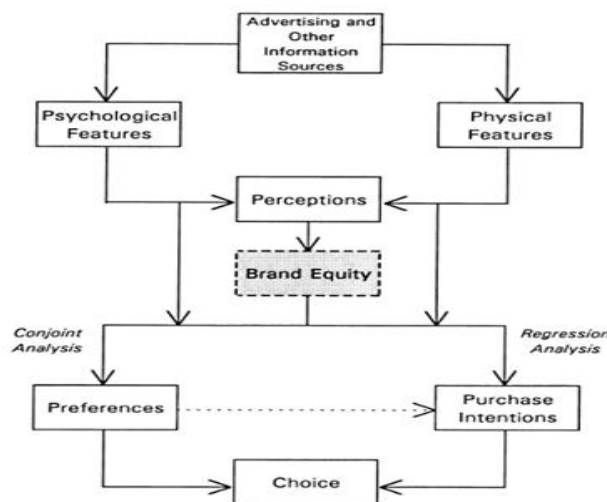 Advertising and
Other
Information
Sources
Psychological
Features
Physical
Features
Perceptions
Brand Equity
Conjoint
Analysis
Regression
Analysis
Preferences
Purchase
Intentions
Choice